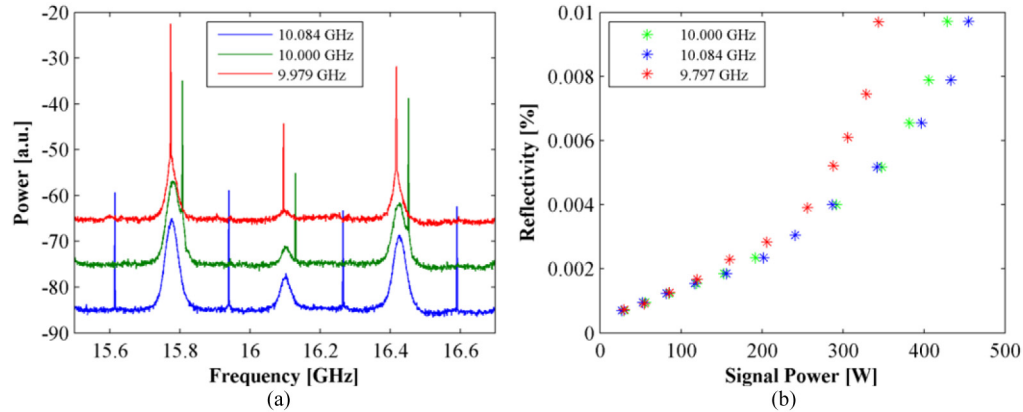 -20
-30
-40
-50
-60
-70
-80
-90
Power [a.u.]
10.084 GHz
10.000 GHz
9.979 GHz
15.6 15.8 16 16.2 16.4 16.6
Frequency [GHz]
(a)
0.01
0.008
0.006
0.004
0.002
0
Reflectivity [%]
10.000 GHz
10.084 GHz
9.797 GHz
0 100 200 300 400 500
Signal Power [W]
(b)